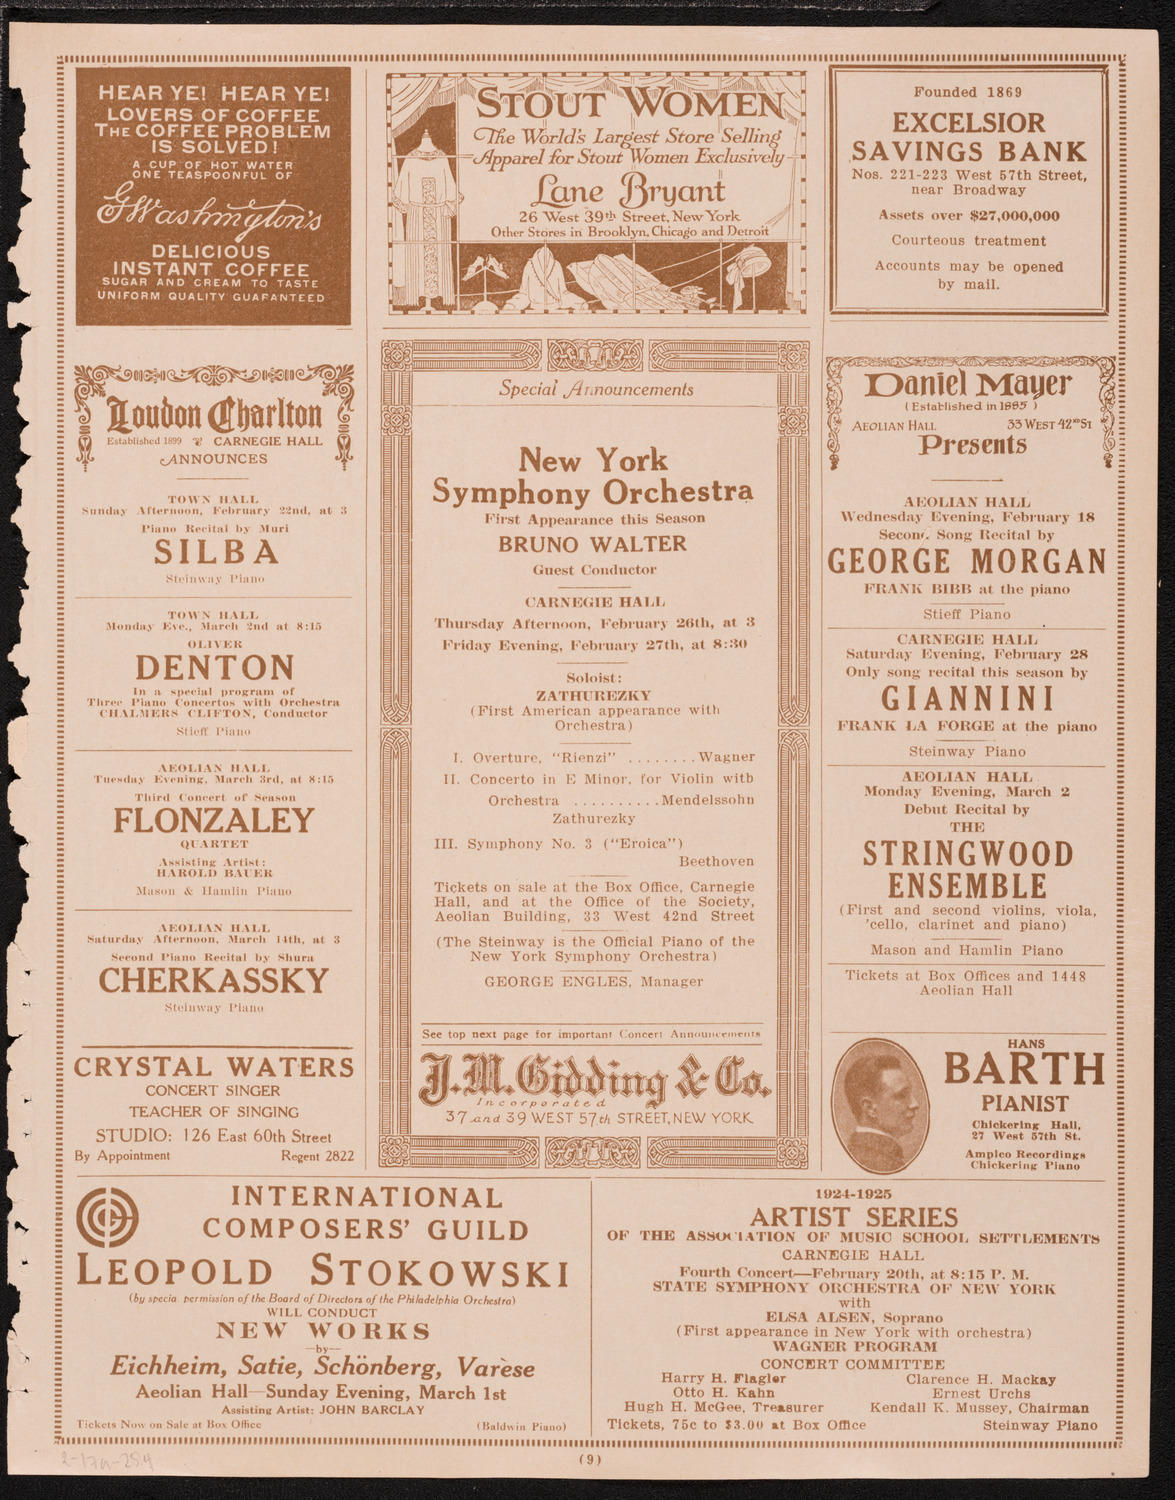 HEAR YE! HEAR YE!
LOVERS OF COFFEE
THE COFFEE PROBLEM
IS SOLVED!
A CUP OF HOT WATER
ONE TEASPOONFUL OF
G Washington's
DELICIOUS
INSTANT COFFEE
SUGAR AND CREAM TO TASTE
UNIFORM QUALITY GUARANTEED
STOUT WOMEN
The World's Largest Store Selling
Apparel for Stout Women Exclusively
Lane Bryant
26 West 39th Street, New York
Other Stores in Brooklyn, Chicago and Detroit
Founded 1869
EXCELSIOR
SAVINGS BANK
Nos. 221-223 West 57th Street,
near Broadway
Assets over $27,000,000
Courteous treatment
Accounts may be opened
by mail.
Loudon Charlton
Established 1899 CARNEGIE HALL
ANNOUNCES
TOWN HALL
Sunday Afternoon, February 22nd, at 3
Piano Recital by Muri
SILBA
Steinway Piano
TOWN HALL
Monday Eve., March 2nd at 8:15
OLIVER
DENTON
In a special program of
Three Piano Concertos with Orchestra
CHALMERS CLIFTON, Conductor
Stieff Piano
AEOLIAN HALL
Tuesday Evening, March 3rd, at 8:15
Third Concert of Season
FLONZALEY
QUARTET
Assisting Artist:
HAROLD BAUER
Mason & Hamlin Piano
AEOLIAN HALL
Saturday Afternoon, March 14th, at 3
Second Piano Recital by Shura
CHERKASSKY
Steinway Piano
CRYSTAL WATERS
CONCERT SINGER
TEACHER OF SINGING
STUDIO: 126 East 60th Street
By Appointment Regent 2822
Special Announcements
New York
Symphony Orchestra
First Appearance this Season
BRUNO WALTER
Guest Conductor
CARNEGIE HALL
Thursday Afternoon, February 26th, at 3
Friday Evening, February 27th, at 8:30
Soloist:
ZATHUREZKY
(First American appearance with
Orchestra)
I. Overture, "Rienzi" ........Wagner
II. Concerto in E Minor, for Violin with
Orchestra ..........Mendelssohn
Zathurezky
III. Symphony No. 3 ("Eroica")
Beethoven
Tickets on sale at the Box Office, Carnegie
Hall, and at the Office of the Society,
Aeolian Building, 33 West 42nd Street
(The Steinway is the Official Piano of the
New York Symphony Orchestra)
GEORGE ENGLES, Manager
See top next page for important Concert Announcements
J.M. Gidding & Co.
Incorporated
37 and 39 WEST 57th STREET, NEW YORK
Daniel Mayer
(Established in 1895)
AEOLIAN HALL 33 WEST 42ND ST
Presents
AEOLIAN HALL
Wednesday Evening, February 18
Second Song Recital by
GEORGE MORGAN
FRANK BIBB at the piano
Stieff Piano
CARNEGIE HALL
Saturday Evening, February 28
Only song recital this season by
GIANNINI
FRANK LA FORGE at the piano
Steinway Piano
AEOLIAN HALL
Monday Evening, March 2
Debut Recital by
THE
STRINGWOOD
ENSEMBLE
(First and second violins, viola,
'cello, clarinet and piano)
Mason and Hamlin Piano
Tickets at Box Offices and 1448
Aeolian Hall
HANS
BARTH
PIANIST
Chickering Hall,
27 West 57th St.
Ampico Recordings
Chickering Piano
INTERNATIONAL
COMPOSERS' GUILD
LEOPOLD STOKOWSKI
(by special permission of the Board of Directors of the Philadelphia Orchestra)
WILL CONDUCT
NEW WORKS
—by—
Eichheim, Satie, Schönberg, Varèse
Aeolian Hall—Sunday Evening, March 1st
Assisting Artist: JOHN BARCLAY
Tickets Now on Sale at Box Office (Baldwin Piano)
1924-1925
ARTIST SERIES
OF THE ASSOCIATION OF MUSIC SCHOOL SETTLEMENTS
CARNEGIE HALL
Fourth Concert—February 20th, at 8:15 P. M.
STATE SYMPHONY ORCHESTRA OF NEW YORK
with
ELSA ALSEN, Soprano
(First appearance in New York with orchestra)
WAGNER PROGRAM
CONCERT COMMITTEE
Harry H. Flagler Clarence H. Mackay
Otto H. Kahn Ernest Urchs
Hugh H. McGee, Treasurer Kendall K. Mussey, Chairman
Tickets, 75c to $3.00 at Box Office Steinway Piano
(9)